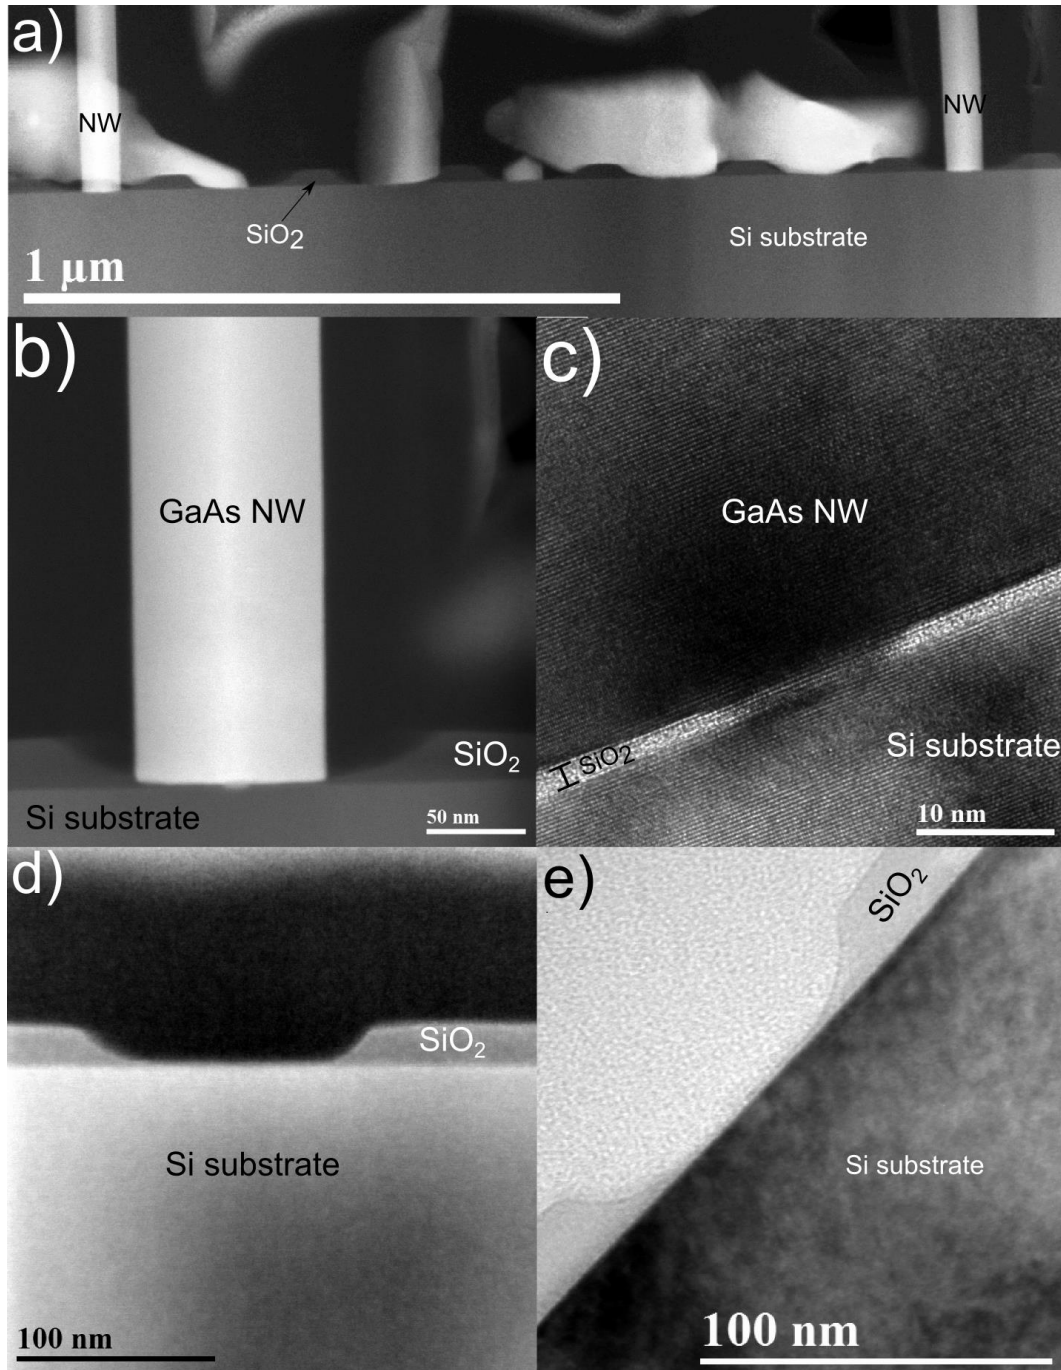 a)
NW
NW
SiO2
Si substrate
1 µm
b)
GaAs NW
SiO2
Si substrate
50 nm
c)
GaAs NW
SiO2
Si substrate
10 nm
d)
SiO2
Si substrate
100 nm
e)
SiO2
Si substrate
100 nm